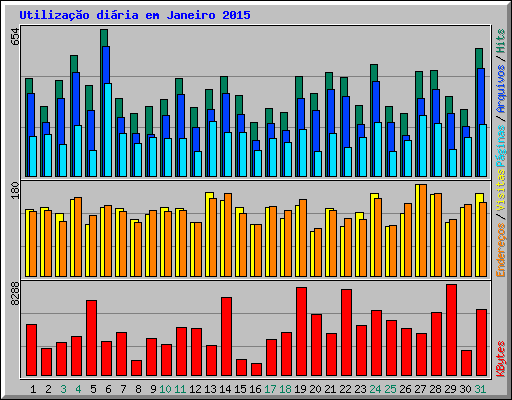 Utilização diária em Janeiro 2015
654
180
8288
Endereços / Visitas Páginas / Arquivos / Hits
KBytes
1 2 3 4 5 6 7 8 9 10 11 12 13 14 15 16 17 18 19 20 21 22 23 24 25 26 27 28 29 30 31